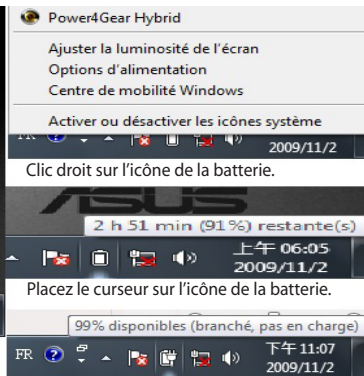 Power4Gear Hybrid
Ajuster la luminosité de l'écran
Options d'alimentation
Centre de mobilité Windows
Activer ou désactiver les icônes système
FR
2009/11/2
Clic droit sur l'icône de la batterie.
ASUS
2 h 51 min (91%) restante(s)
上午 06:05
2009/11/2
Placez le curseur sur l'icône de la batterie.
99% disponibles (branché, pas en charge)
FR
下午 11:07
2009/11/2